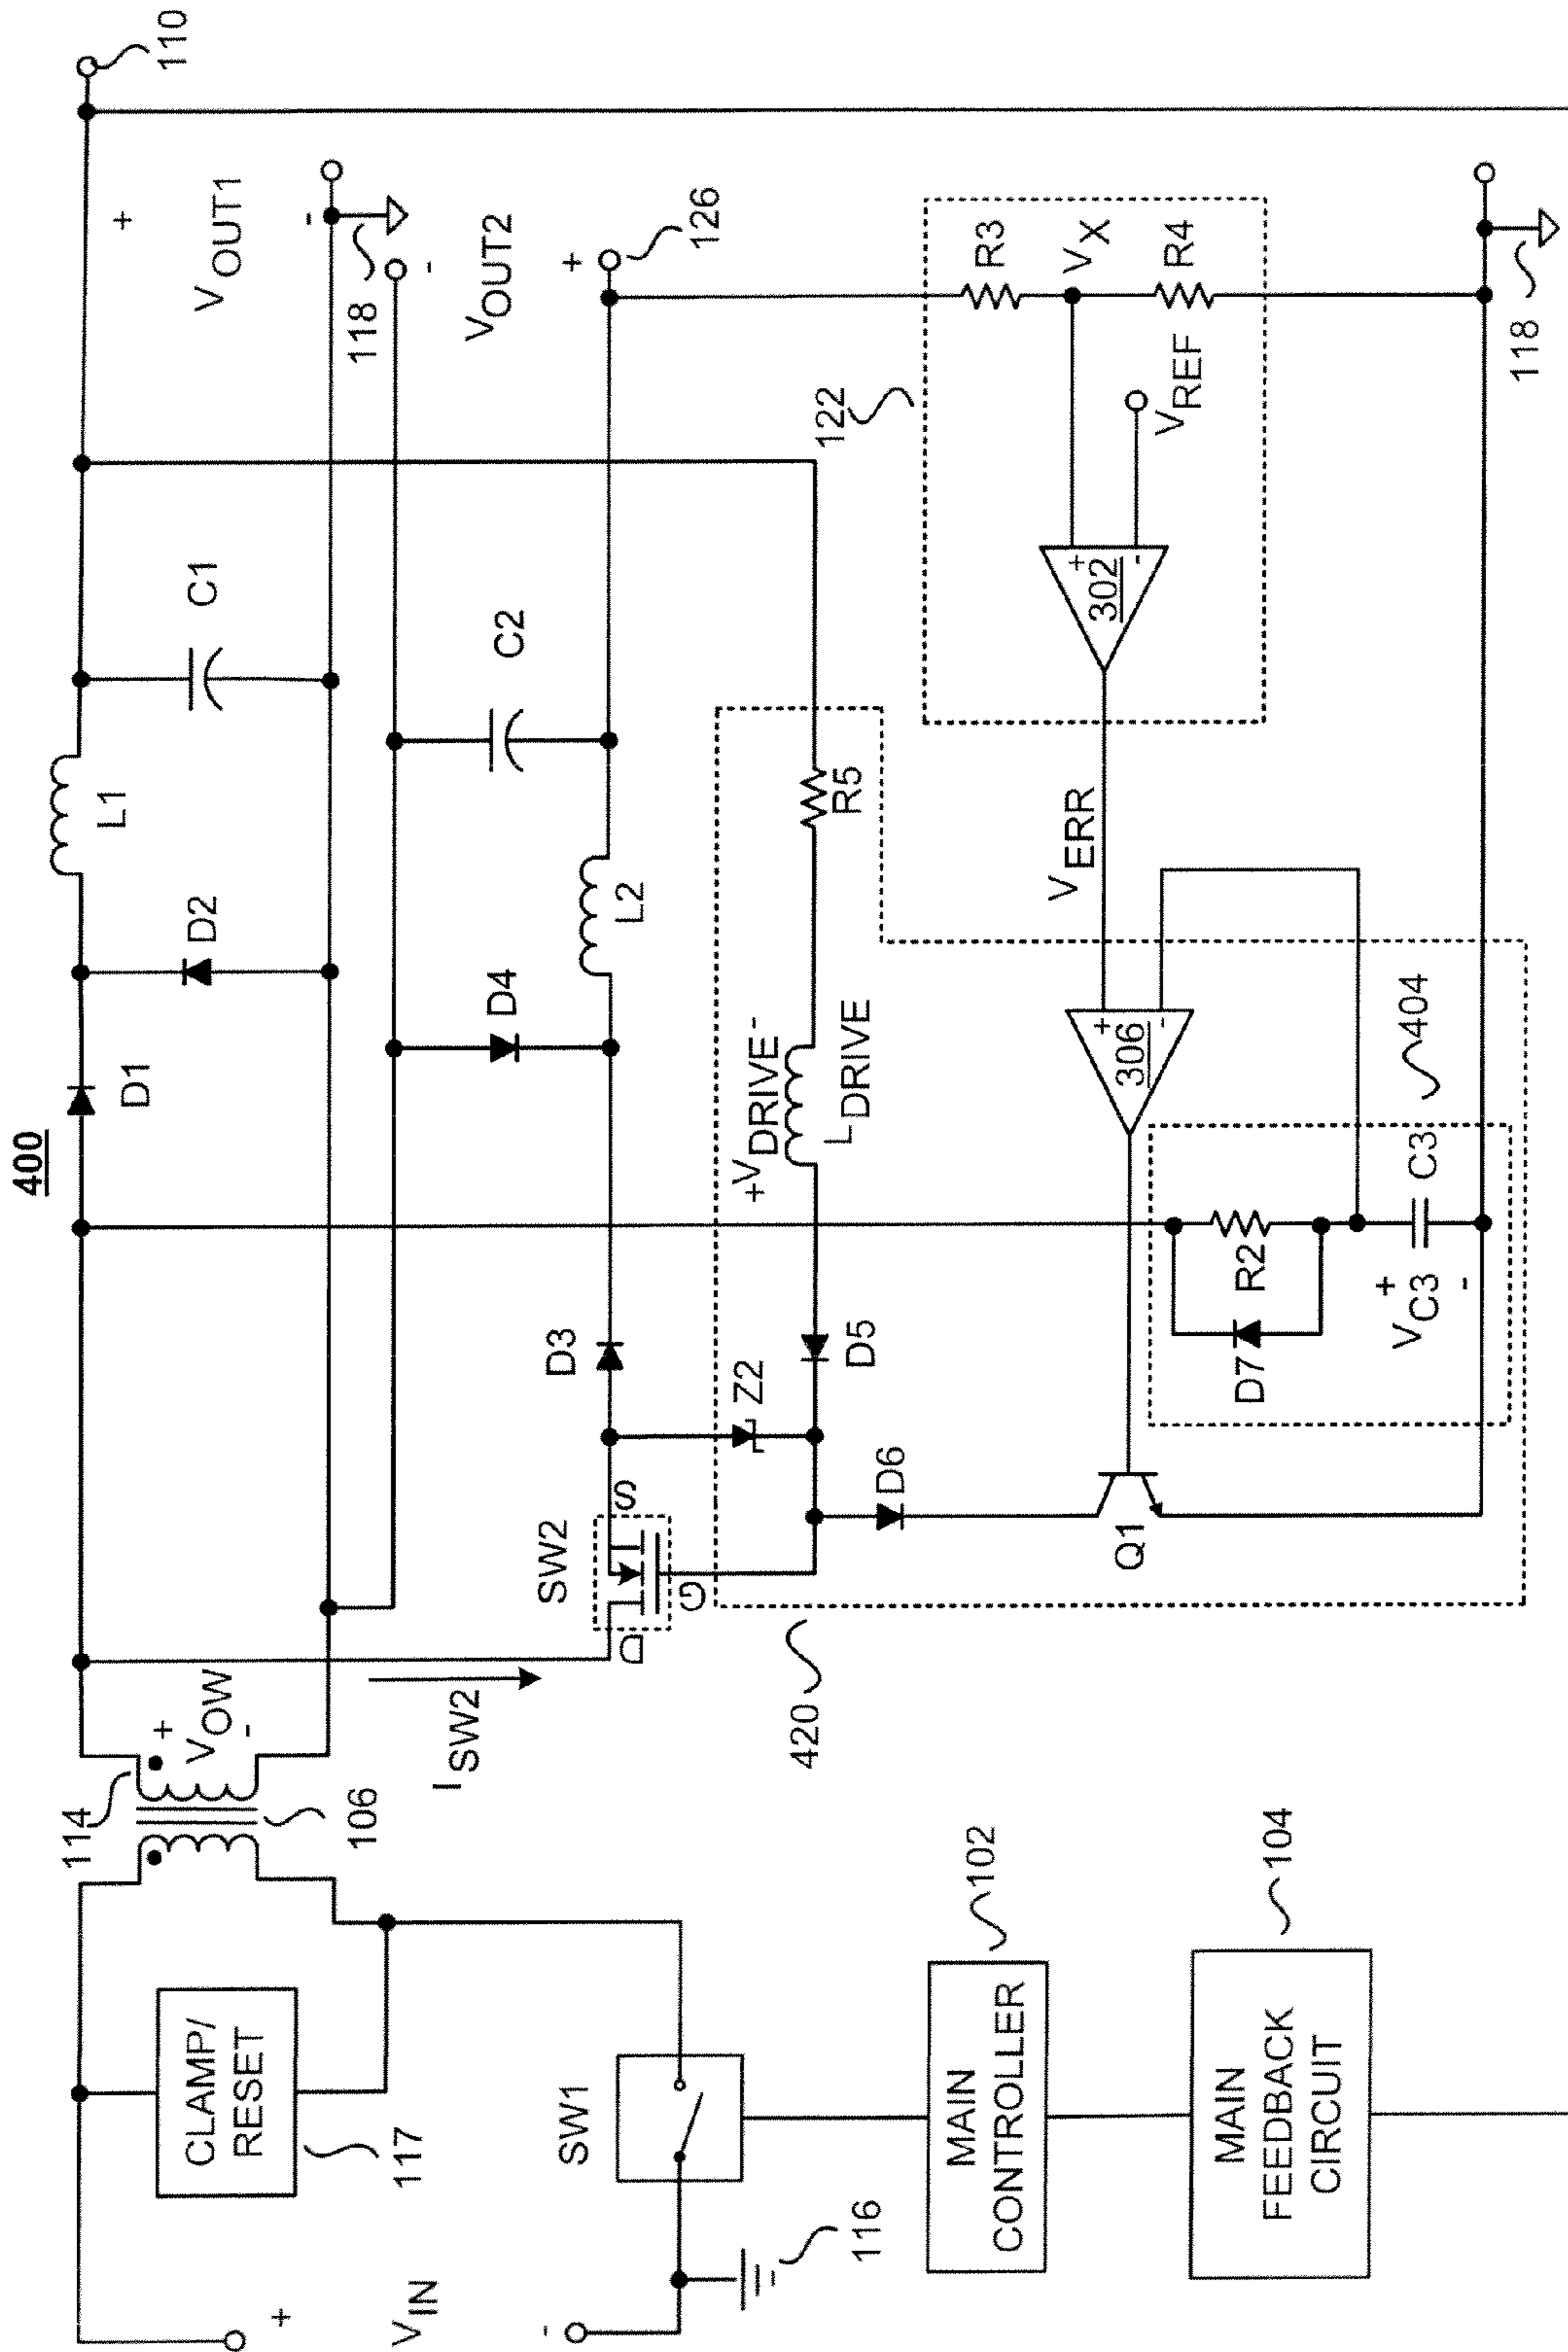 400
110
+
VOUT1
-
118
-
VOUT2
+
126
L1
C1
D1
D2
C2
D4
L2
D3
114
+
VOW
-
106
ISW2
SW2
D
S
G
Z2
D5
D6
+VDRIVE-
LDRIVE
R5
420
122
R3
VX
R4
VREF
+
-
302
VERR
+
-
306
404
R2
D7
+
VC3
-
C3
Q1
118
CLAMP/
RESET
117
+
VIN
-
SW1
116
MAIN
CONTROLLER
102
MAIN
FEEDBACK
CIRCUIT
104